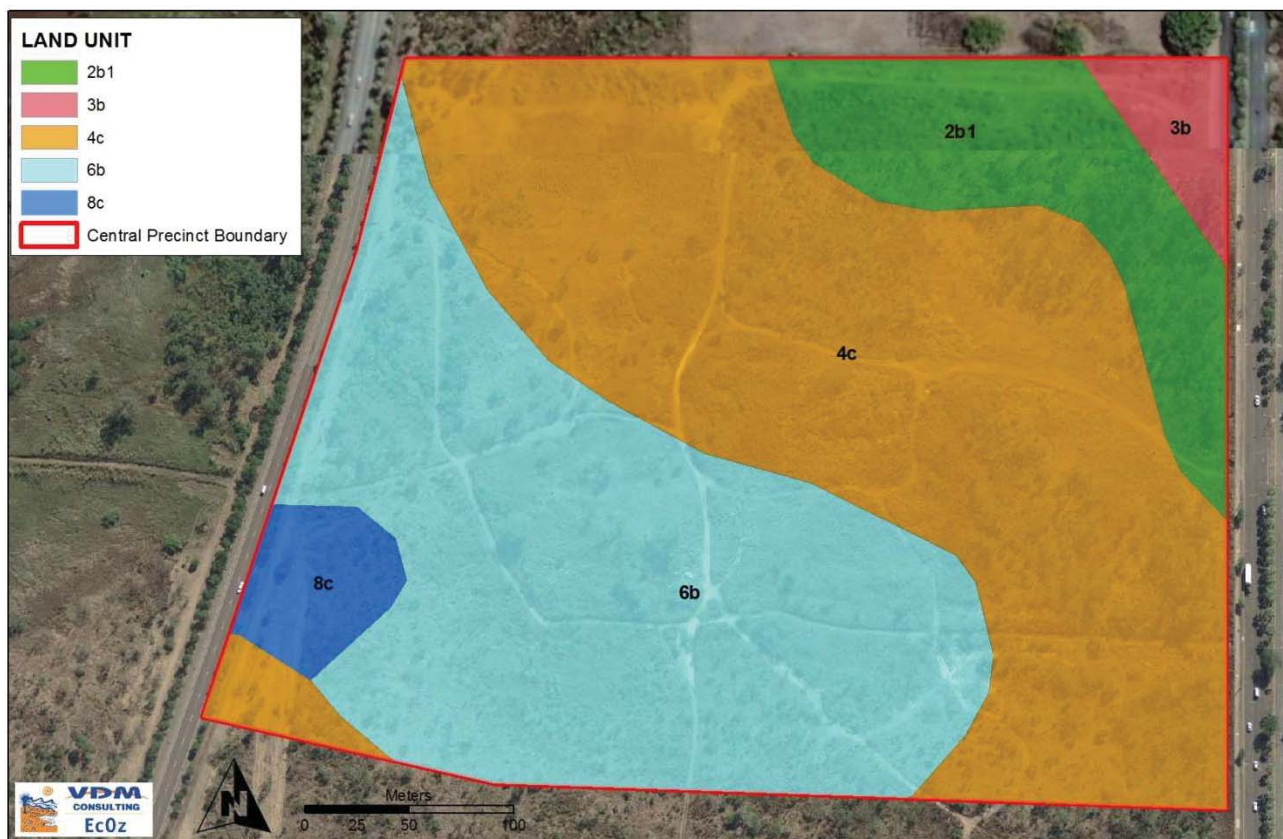 LAND UNIT
2b1
3b
4c
6b
8c
Central Precinct Boundary
2b1
3b
4c
8c
6b
VDM
CONSULTING
EcOz
N
Meters
0 25 50 100